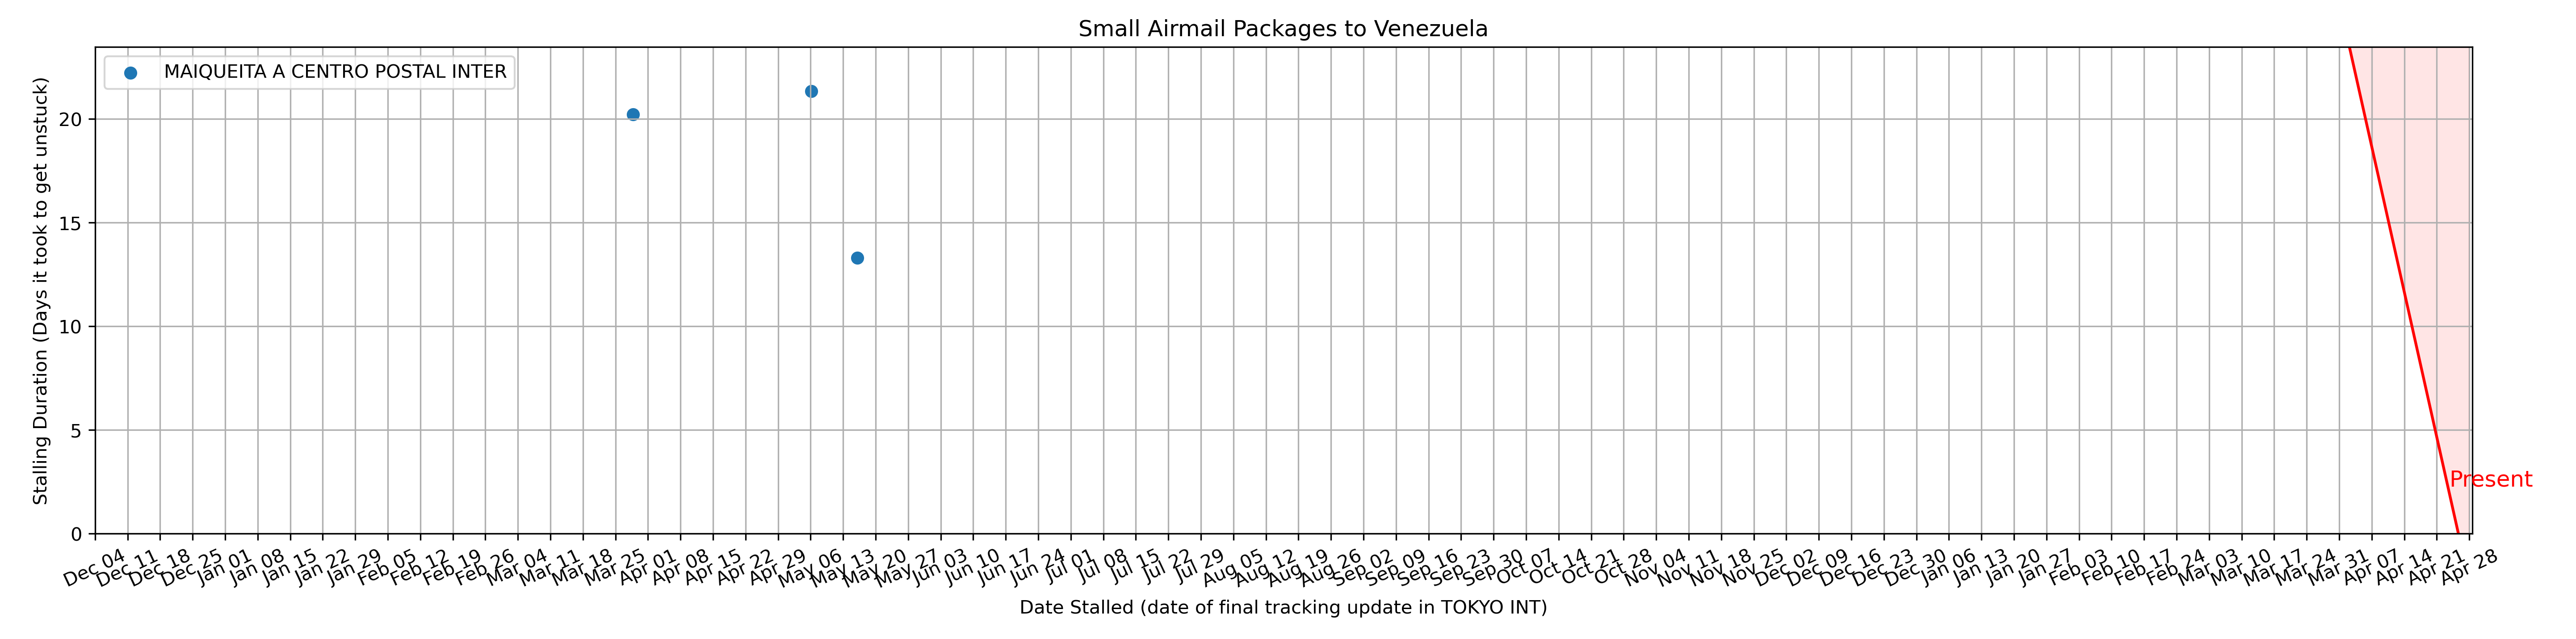 Small Airmail Packages to Venezuela
MAIQUEITA A CENTRO POSTAL INTER
Stalling Duration (Days it took to get unstuck)
20
15
10
5
0
Present
Dec 04 Dec 11 Dec 18 Dec 25 Jan 01 Jan 08 Jan 15 Jan 22 Jan 29 Feb 05 Feb 12 Feb 19 Feb 26 Mar 04 Mar 11 Mar 18 Mar 25 Apr 01 Apr 08 Apr 15 Apr 22 Apr 29 May 06 May 13 May 20 May 27 Jun 03 Jun 10 Jun 17 Jun 24 Jul 01 Jul 08 Jul 15 Jul 22 Jul 29 Aug 05 Aug 12 Aug 19 Aug 26 Sep 02 Sep 09 Sep 16 Sep 23 Sep 30 Oct 07 Oct 14 Oct 21 Oct 28 Nov 04 Nov 11 Nov 18 Nov 25 Dec 02 Dec 09 Dec 16 Dec 23 Dec 30 Jan 06 Jan 13 Jan 20 Jan 27 Feb 03 Feb 10 Feb 17 Feb 24 Mar 03 Mar 10 Mar 17 Mar 24 Mar 31 Apr 07 Apr 14 Apr 21 Apr 28
Date Stalled (date of final tracking update in TOKYO INT)